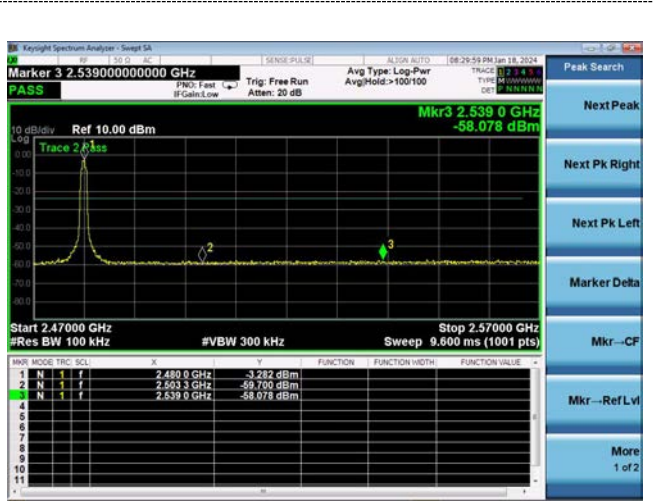 Keysight Spectrum Analyzer - Swept SA
RF 50 Ω AC SENSE:PULSE ALIGN AUTO 08:29:59 PM Jan 18, 2024
Marker 3 2.539000000000 GHz
PASS
PNO: Fast
IFGain:Low
Trig: Free Run
Atten: 20 dB
Avg Type: Log-Pwr
Avg|Hold:>100/100
TRACE 1 2 3 4 5 6
TYPE
DET P N N N N N
Peak Search
Mkr3 2.539 0 GHz
-58.078 dBm
10 dB/div Ref 10.00 dBm
Log
Trace 2 Pass
0.00
-10.0
-20.0
-30.0
-40.0
-50.0
-60.0
-70.0
-80.0
1
2
3
Start 2.47000 GHz
Stop 2.57000 GHz
#Res BW 100 kHz
#VBW 300 kHz
Sweep 9.600 ms (1001 pts)
MKR MODE TRC SCL X Y FUNCTION FUNCTION WIDTH FUNCTION VALUE
1 N 1 f 2.480 0 GHz -3.282 dBm
2 N 1 f 2.503 3 GHz -59.700 dBm
3 N 1 f 2.539 0 GHz -58.078 dBm
4
5
6
7
8
9
10
11
Next Peak
Next Pk Right
Next Pk Left
Marker Delta
Mkr→CF
Mkr→Ref Lvl
More
1 of 2